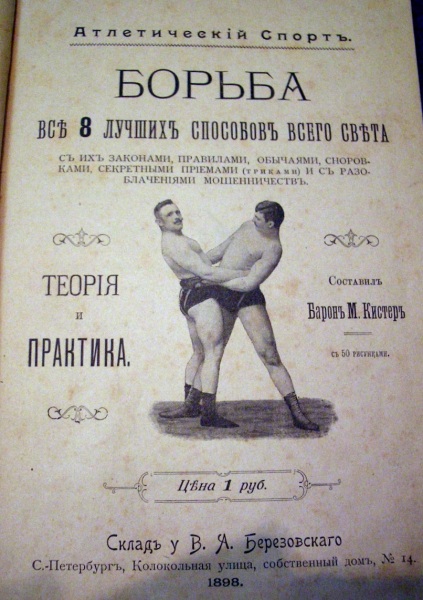 Атлетическій Спортъ.
БОРЬБА
ВСѢ 8 ЛУЧШИХЪ СПОСОБОВЪ ВСЕГО СВѢТА
СЪ ИХЪ ЗАКОНАМИ, ПРАВИЛАМИ, ОБЫЧАЯМИ, СНОРОВ-
КАМИ, СЕКРЕТНЫМИ ПРІЕМАМИ (ТРИКАМИ) И СЪ РАЗО-
БЛАЧЕНІЯМИ МОШЕННИЧЕСТВЪ.
ТЕОРІЯ
И
ПРАКТИКА.
Составилъ
Баронъ М. Кистеръ
съ 50 рисунками.
Цѣна 1 руб.
Складъ у В. А. Березовскаго
С.-Петербургъ, Колокольная улица, собственный домъ, № 14.
1898.